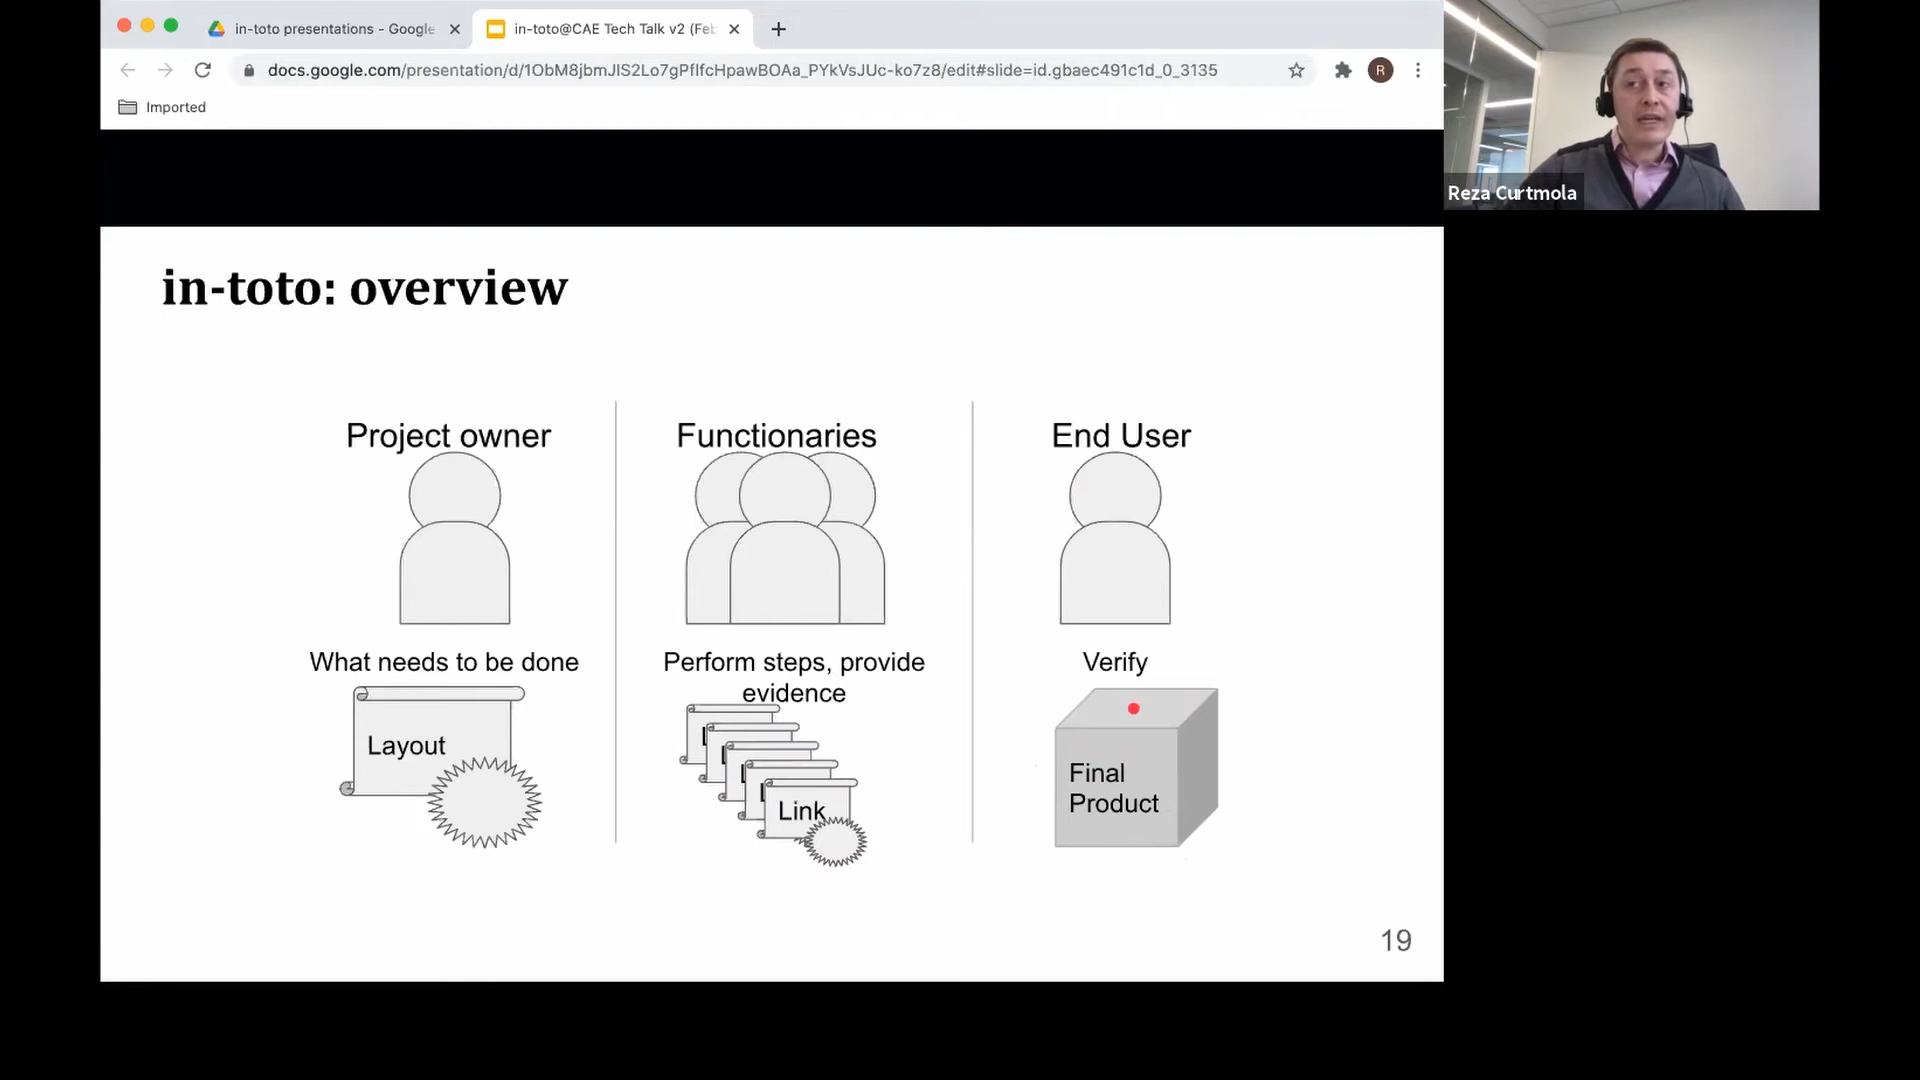 in-toto presentations - Google
in-toto@CAE Tech Talk v2 (Feb
docs.google.com/presentation/d/1ObM8jbmJIS2Lo7gPfIfcHpawBOAa_PYkVsJUc-ko7z8/edit#slide=id.gbaec491c1d_0_3135
R
Imported
Reza Curtmola
in-toto: overview
Project owner
Functionaries
End User
What needs to be done
Perform steps, provide
evidence
Verify
Layout
Link
Final
Product
19